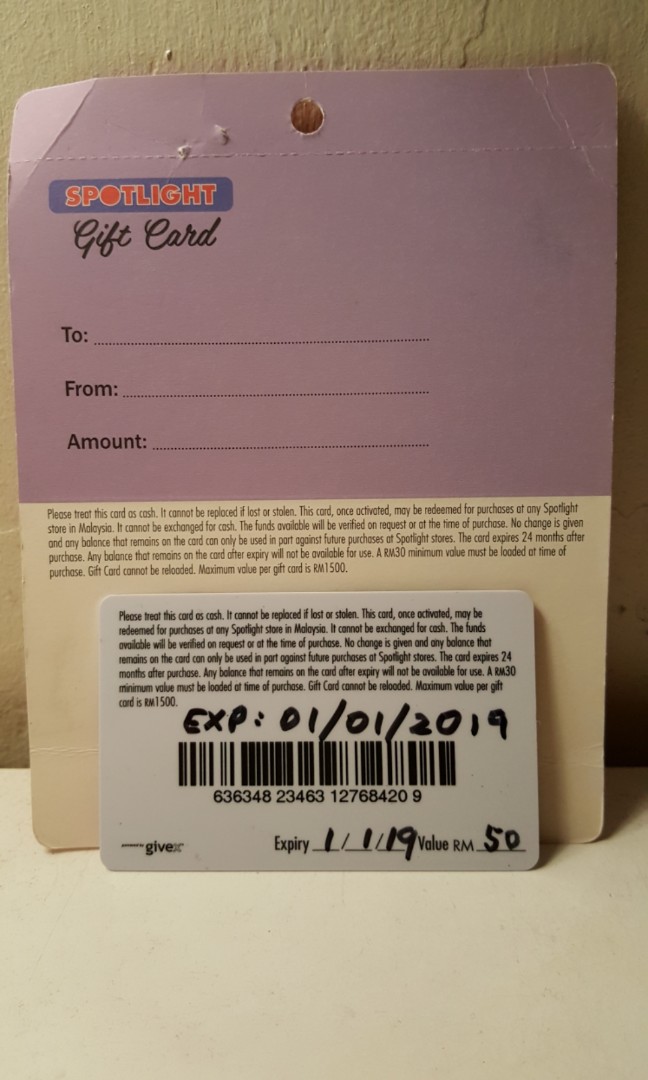 SPOTLIGHT
Gift Card
To:
From:
Amount:
Please treat this card as cash. It cannot be replaced if lost or stolen. This card, once activated, may be redeemed for purchases at any Spotlight
store in Malaysia. It cannot be exchanged for cash. The funds available will be verified on request or at the time of purchase. No change is given
and any balance that remains on the card can only be used in part against future purchases at Spotlight stores. The card expires 24 months after
purchase. Any balance that remains on the card after expiry will not be available for use. A RM30 minimum value must be loaded at time of
purchase. Gift Card cannot be reloaded. Maximum value per gift card is RM1500.
Please treat this card as cash. It cannot be replaced if lost or stolen. This card, once activated, may be
redeemed for purchases at any Spotlight store in Malaysia. It cannot be exchanged for cash. The funds
available will be verified on request or at the time of purchase. No change is given and any balance that
remains on the card can only be used in part against future purchases at Spotlight stores. The card expires 24
months after purchase. Any balance that remains on the card after expiry will not be available for use. A RM30
minimum value must be loaded at time of purchase. Gift Card cannot be reloaded. Maximum value per gift
card is RM1500.
EXP: 01/01/2019
636348 23463 12768420 9
powered by givex Expiry 1/1/19 Value RM 50